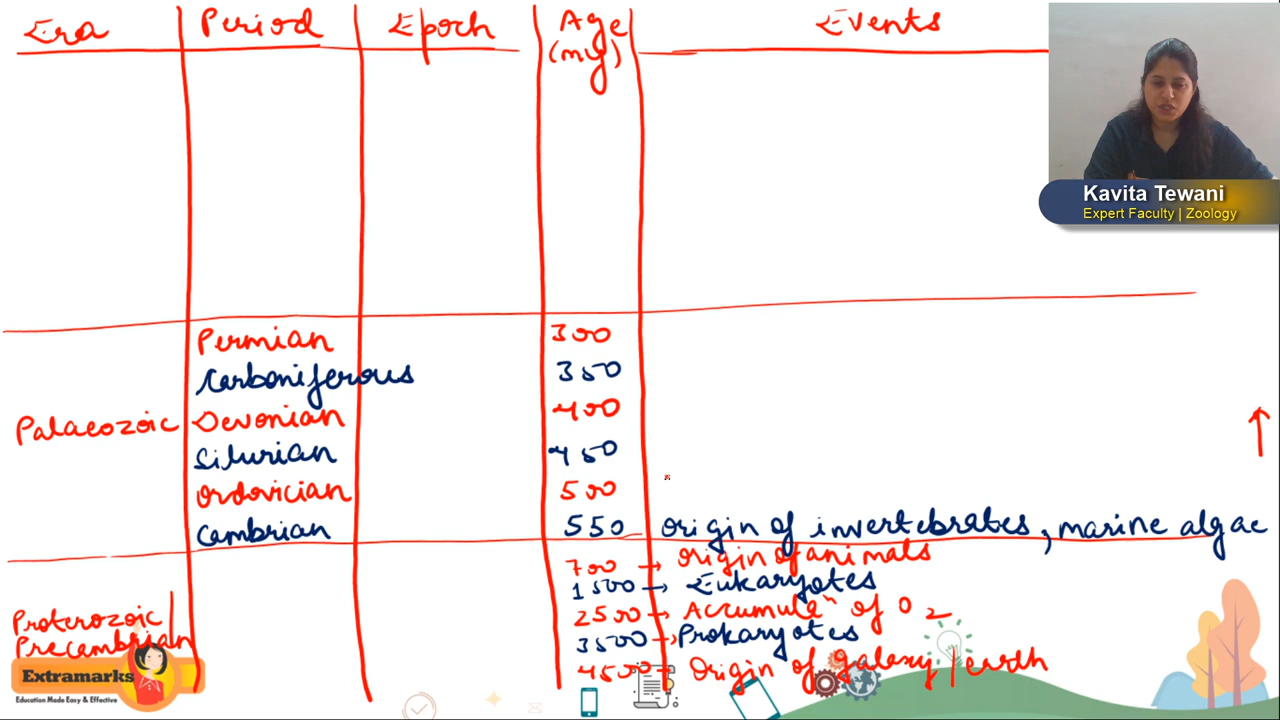 Era Period Epoch Age (my) Events
Kavita Tewani
Expert Faculty | Zoology
Permian 300
Carboniferous 350
Palaeozoic Devonian 400
Silurian 450
Ordovician 500
Cambrian 550 origin of invertebrates, marine algae
700 → Origin of animals
1500 → Eukaryotes
Proterozoic/ 2500 → Accumulaⁿ of O2
Precambrian 3500 → Prokaryotes
4500 → Origin of galaxy/earth
Extramarks
Education Made Easy & Effective